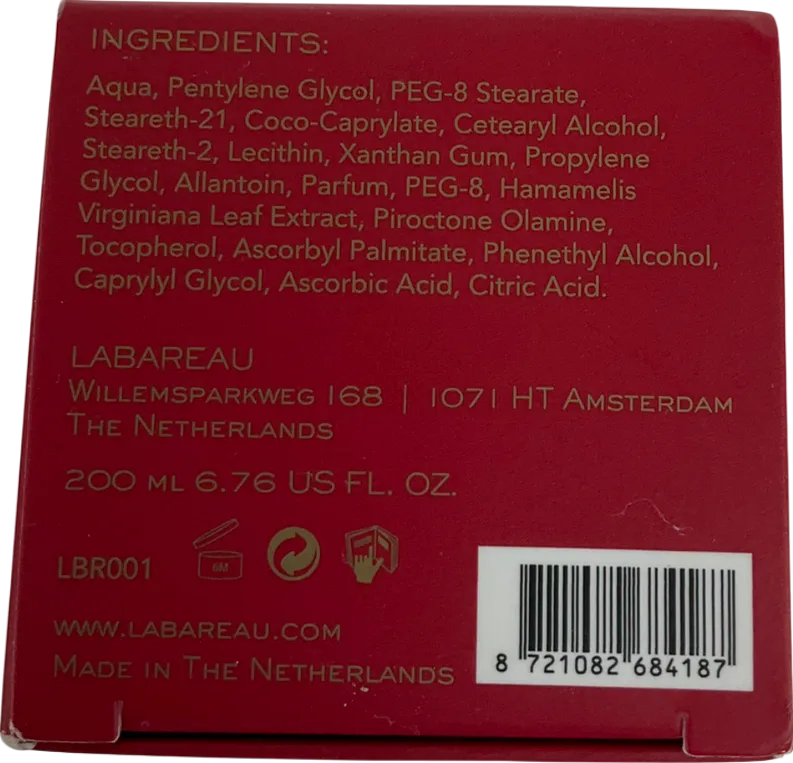 INGREDIENTS:
Aqua, Pentylene Glycol, PEG-8 Stearate,
Steareth-21, Coco-Caprylate, Cetearyl Alcohol,
Steareth-2, Lecithin, Xanthan Gum, Propylene
Glycol, Allantoin, Parfum, PEG-8, Hamamelis
Virginiana Leaf Extract, Piroctone Olamine,
Tocopherol, Ascorbyl Palmitate, Phenethyl Alcohol,
Caprylyl Glycol, Ascorbic Acid, Citric Acid.
LABAREAU
WILLEMSPARKWEG 168 | 1071 HT AMSTERDAM
THE NETHERLANDS
200 ML 6.76 US FL. OZ.
LBR001 6M
WWW.LABAREAU.COM
MADE IN THE NETHERLANDS
8 721082 684187